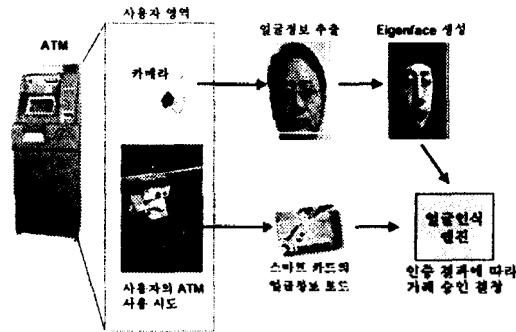 사용자 영역
ATM
카메라
얼굴정보 추출
Eigenface 생성
사용자의 ATM
사용 시도
스마트 카드의
얼굴정보 로드
얼굴인식
엔진
인증 결과에 따라
거래 승인 결정